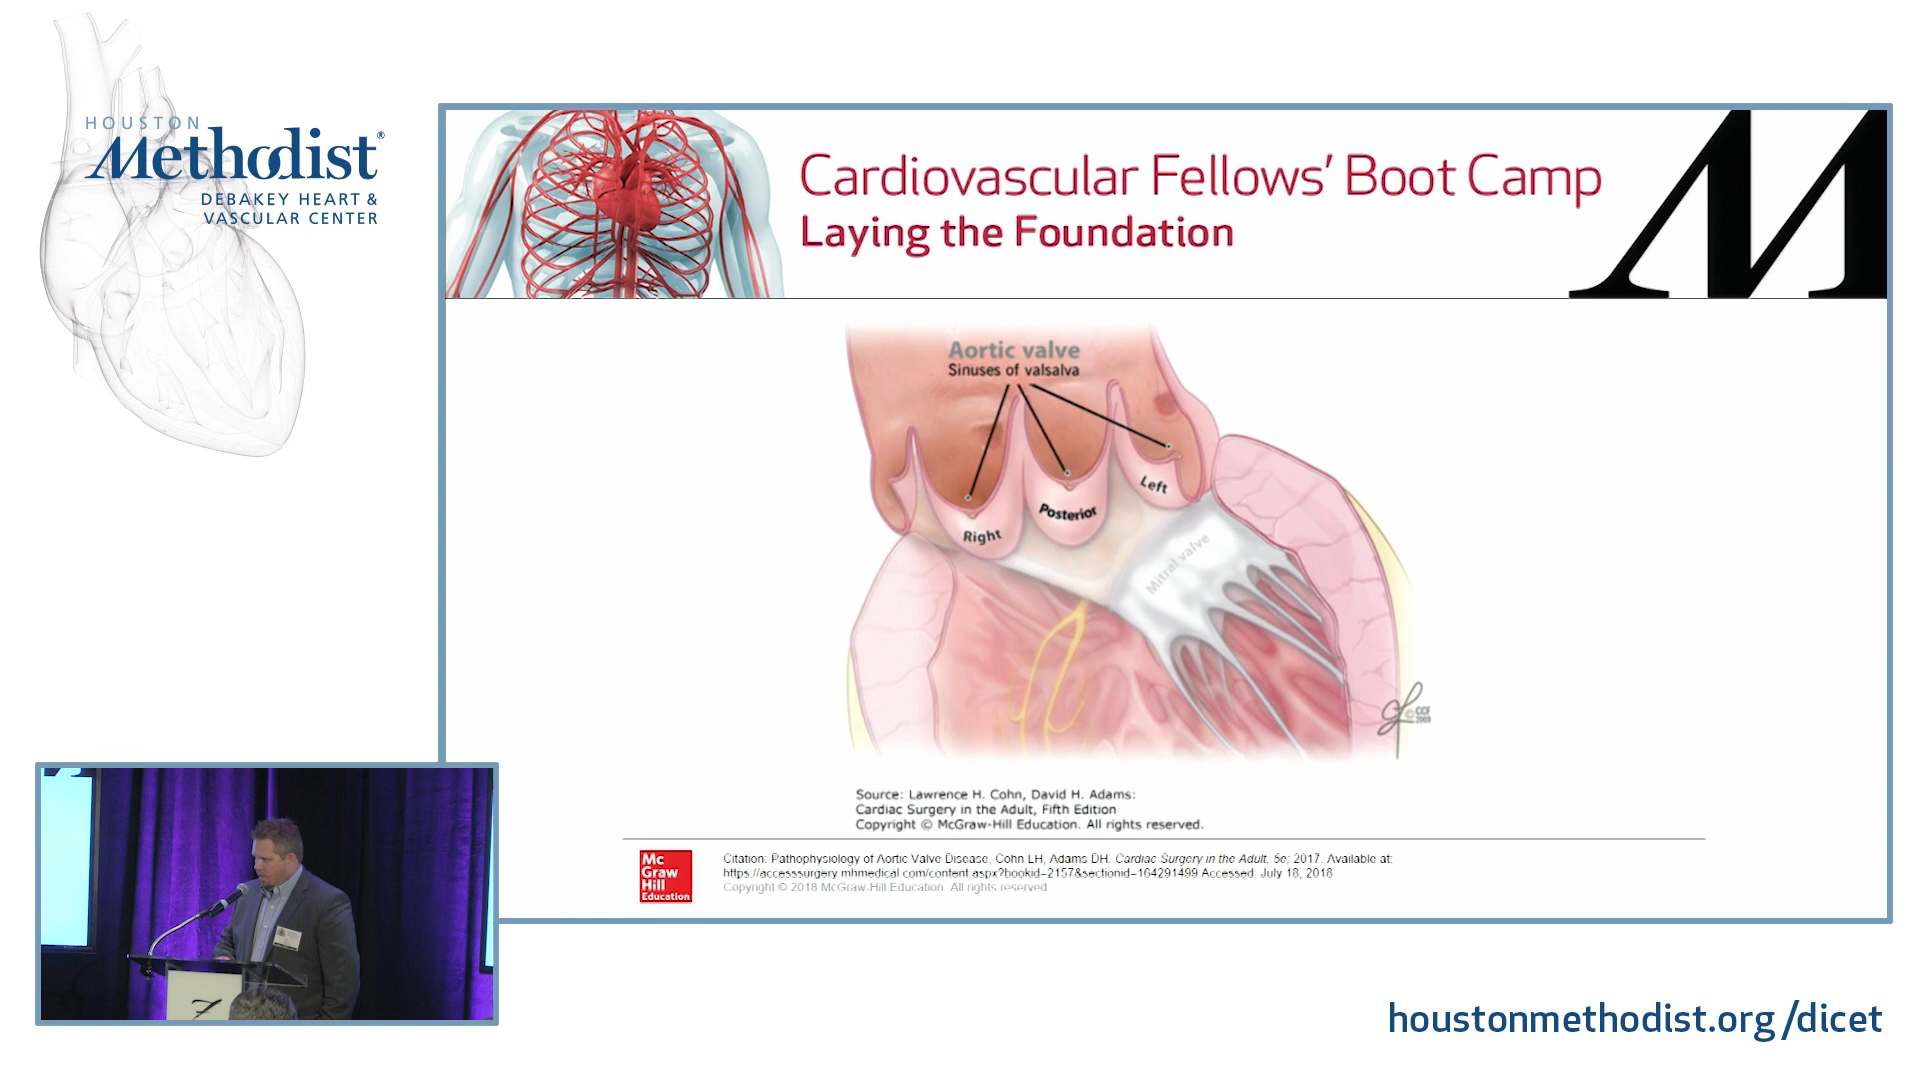 HOUSTON
Methodist®
DEBAKEY HEART &
VASCULAR CENTER
Cardiovascular Fellows' Boot Camp
Laying the Foundation
M
Aortic valve
Sinuses of valsalva
Right
Posterior
Left
Mitral valve
© CCF
2003
Source: Lawrence H. Cohn, David H. Adams:
Cardiac Surgery in the Adult, Fifth Edition
Copyright © McGraw-Hill Education. All rights reserved.
Mc
Graw
Hill
Education
Citation: Pathophysiology of Aortic Valve Disease, Cohn LH, Adams DH. Cardiac Surgery in the Adult, 5e; 2017. Available at:
https://accesssurgery.mhmedical.com/content.aspx?bookid=2157&sectionid=164291499 Accessed: July 18, 2018
Copyright © 2018 McGraw-Hill Education. All rights reserved
houstonmethodist.org/dicet